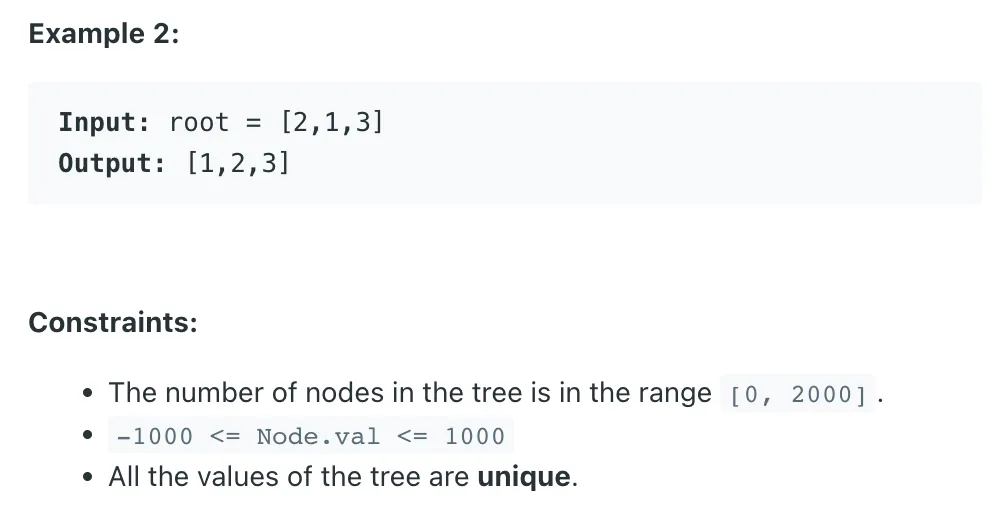 Example 2:
Input: root = [2,1,3]
Output: [1,2,3]
Constraints:
• The number of nodes in the tree is in the range [0, 2000].
• -1000 <= Node.val <= 1000
• All the values of the tree are unique.